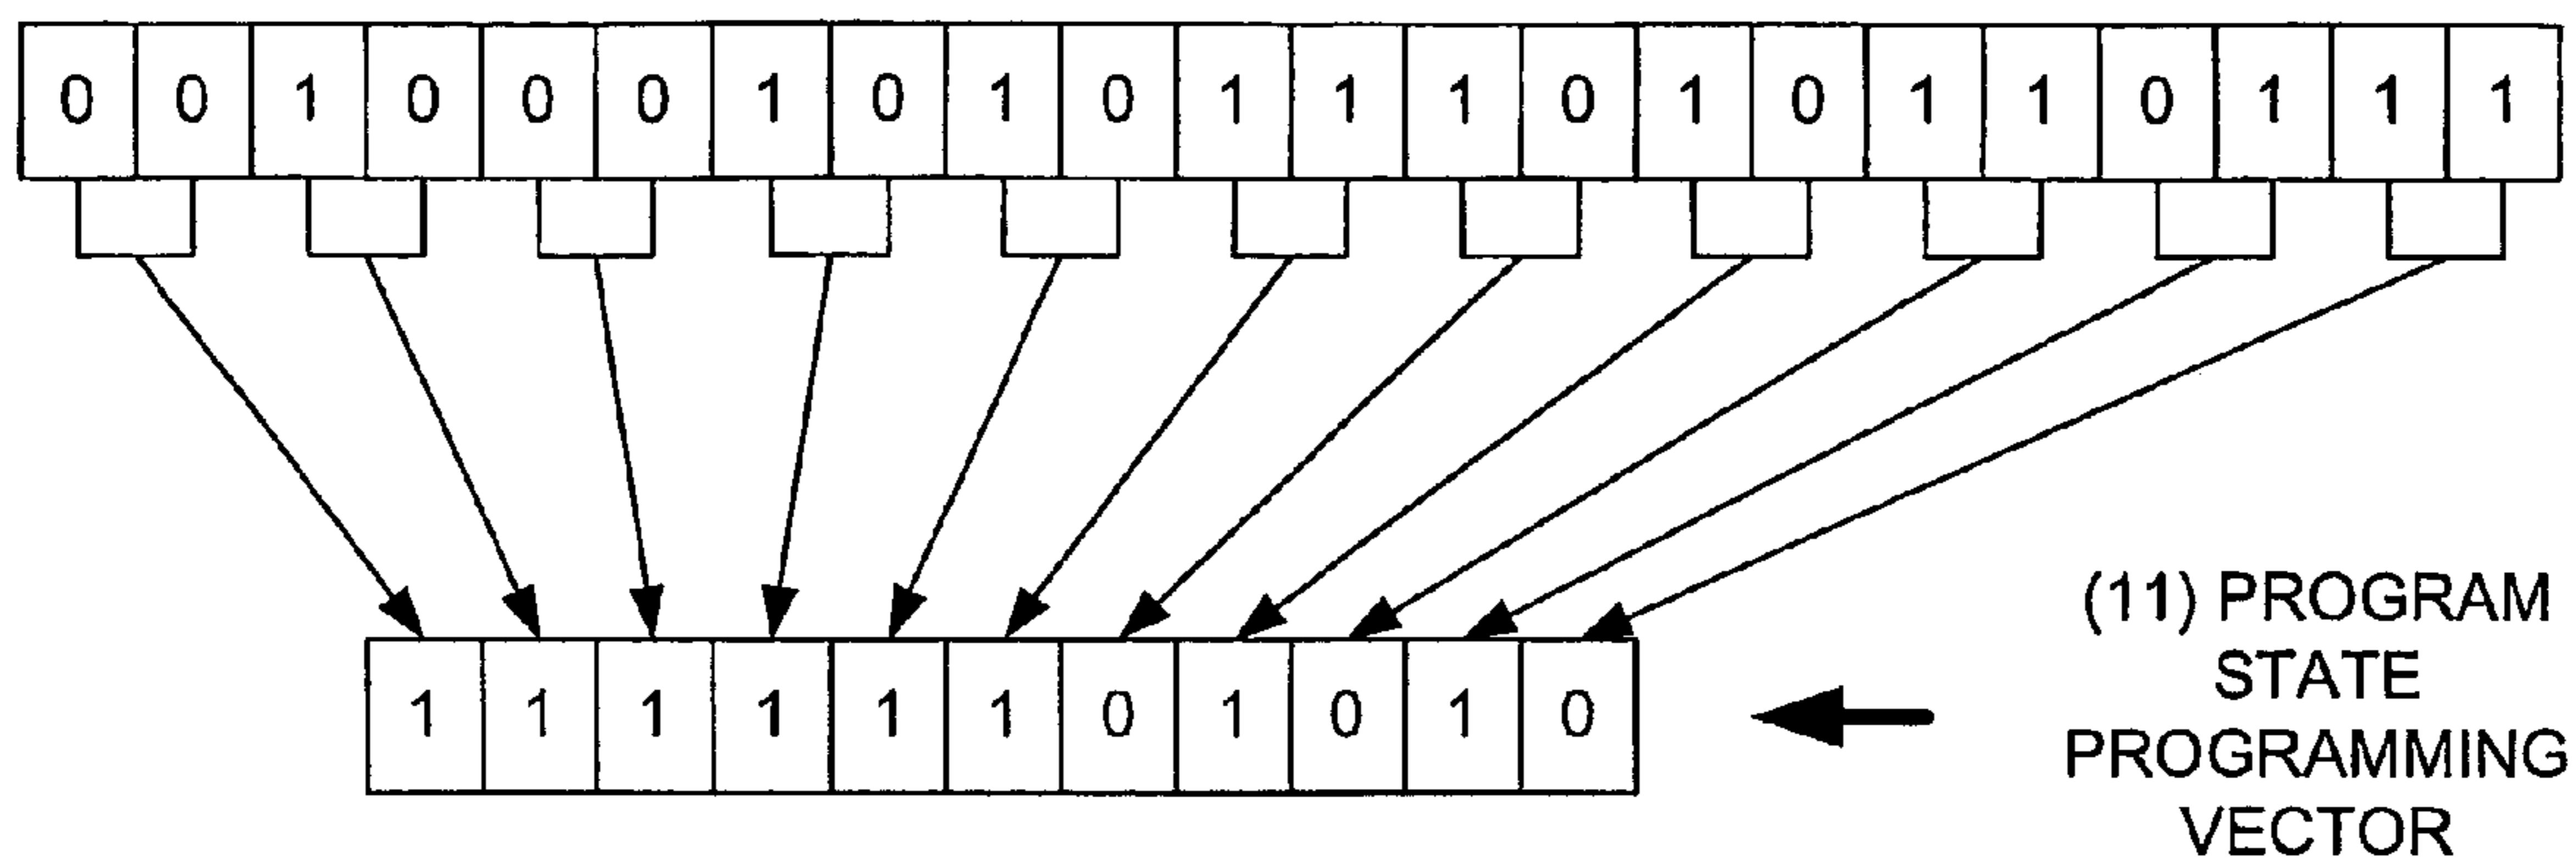 0 0 1 0 0 0 1 0 1 0 1 1 1 0 1 0 1 1 0 1 1 1
1 1 1 1 1 1 0 1 0 1 0
(11) PROGRAM
STATE
PROGRAMMING
VECTOR